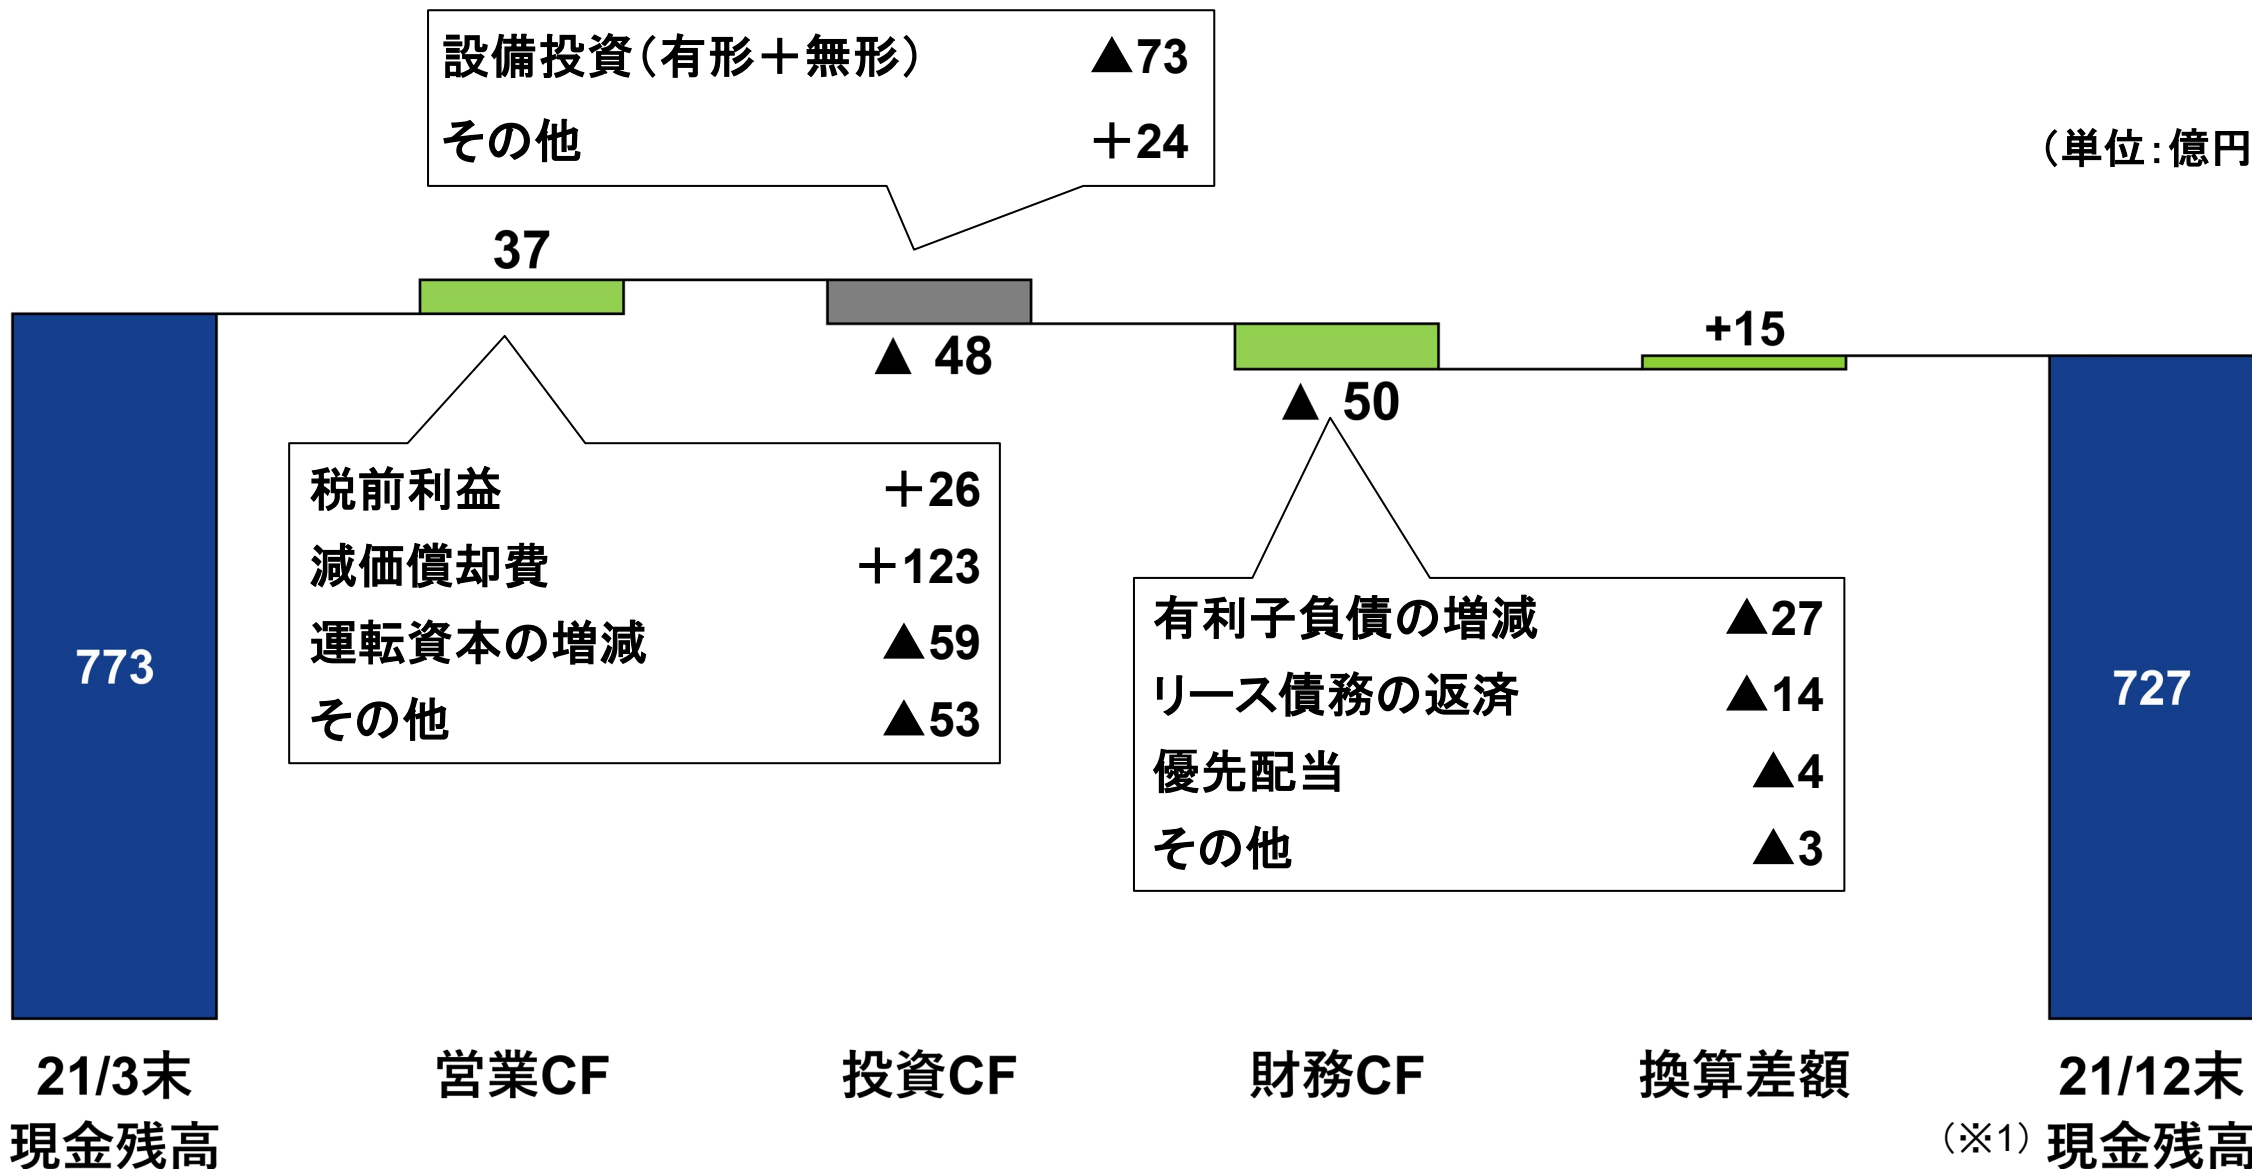 設備投資(有形＋無形) ▲73
その他 ＋24
(単位:億円
37
▲ 48
▲ 50
+15
税前利益 ＋26
減価償却費 ＋123
運転資本の増減 ▲59
その他 ▲53
有利子負債の増減 ▲27
リース債務の返済 ▲14
優先配当 ▲4
その他 ▲3
773
727
21/3末
現金残高
営業CF
投資CF
財務CF
換算差額
21/12末
(※1) 現金残高